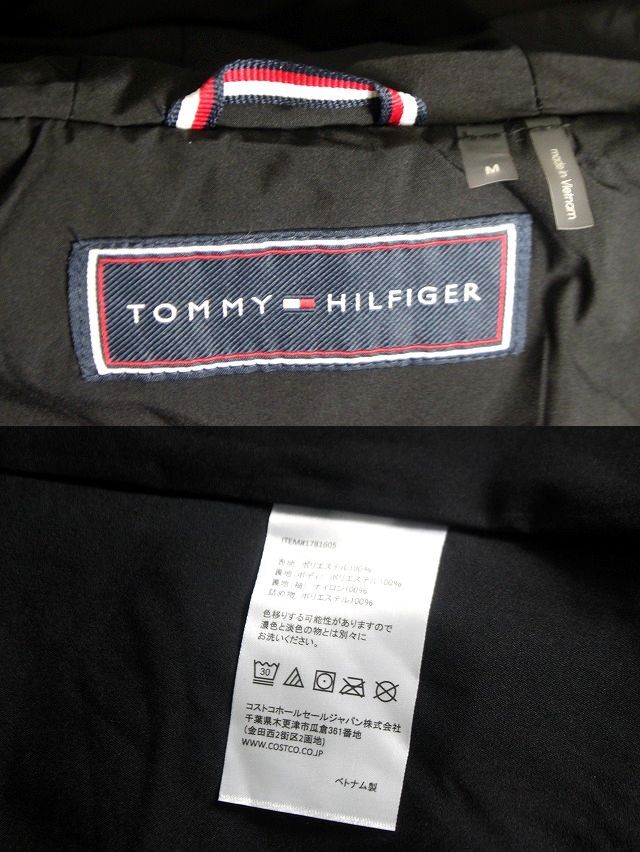 M
made in Vietnam
TOMMY HILFIGER
ITEM#1781605
表地: ポリエステル100%
裏地: ボディ: ポリエステル100%
裏地: 袖: ナイロン100%
詰め物: ポリエステル100%
色移りする可能性がありますので
濃色と淡色の物とは別々に
お洗いください。
30
コストコホールセールジャパン株式会社
千葉県木更津市瓜倉361番地
(金田西2街区2画地)
WWW.COSTCO.CO.JP
ベトナム製